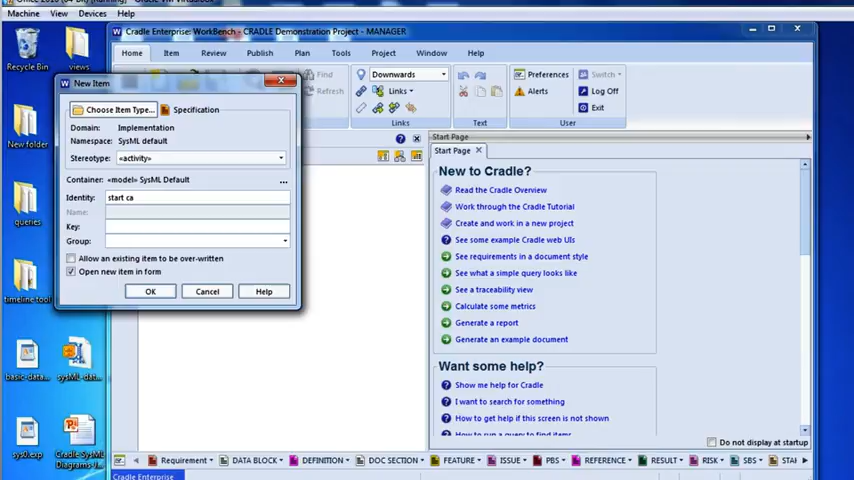 Machine View Devices Help
Cradle Enterprise: WorkBench - CRADLE Demonstration Project - MANAGER
Home Item Review Publish Plan Tools Project Window Help
Find
Refresh
Downwards
Links
Links
Text
Preferences
Alerts
Switch
Log Off
Exit
User
Recycle Bin
views
New folder
queries
timeline tool
basic-data...
sysML-dat...
sys0.exp
Cradle-SysML
Diagrams-J...
New Item
Choose Item Type... Specification
Domain: Implementation
Namespace: SysML default
Stereotype: «activity»
Container: «model» SysML Default ...
Identity: start ca
Name:
Key:
Group:
Allow an existing item to be over-written
Open new item in form
OK Cancel Help
Start Page
Start Page
New to Cradle?
Read the Cradle Overview
Work through the Cradle Tutorial
Create and work in a new project
See some example Cradle web UIs
See requirements in a document style
See what a simple query looks like
See a traceability view
Calculate some metrics
Generate a report
Generate an example document
Want some help?
Show me help for Cradle
I want to search for something
How to get help if this screen is not shown
How to run a query to find items
Do not display at startup
Requirement DATA BLOCK DEFINITION DOC SECTION FEATURE ISSUE PBS REFERENCE RESULT RISK SBS
Cradle Enterprise